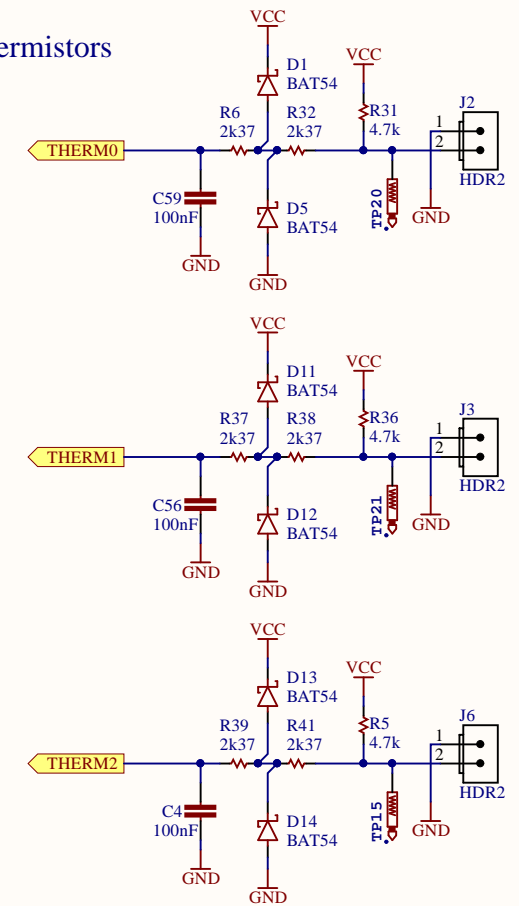 ermistors
VCC
D1
BAT54
VCC
J2
R6
2k37
R32
2k37
R31
4.7k
1
2
THERM0
HDR2
C59
100nF
D5
BAT54
TP20
GND
GND
GND
VCC
D11
BAT54
VCC
J3
R37
2k37
R38
2k37
R36
4.7k
1
2
THERM1
HDR2
C56
100nF
D12
BAT54
TP21
GND
GND
GND
VCC
D13
BAT54
VCC
J6
R39
2k37
R41
2k37
R5
4.7k
1
2
THERM2
HDR2
C4
100nF
D14
BAT54
TP15
GND
GND
GND